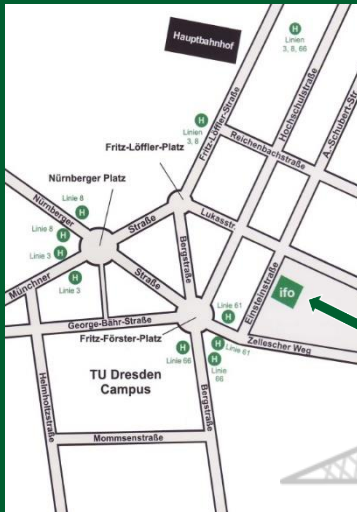 H
Linien
3, 8, 66
Hauptbahnhof
H
Linien
3, 8
Fritz-Löffler-Straße
Hochschulstraße
A.-Schubert-Str.
Reichenbachstraße
Fritz-Löffler-Platz
Nürnberger Platz
Lukasstr.
Linie 8
H
Nürnberger
Straße
Linie 8
H
Linie 3
H
Bergstraße
Münchner
H
Linie 3
Straße
Einsteinstraße
ifo
Linie 61
H
George-Bähr-Straße
Fritz-Förster-Platz
H
Linie 66
H
Linie 61
H
Linie
66
Zellescher Weg
TU Dresden
Campus
Helmholtzstraße
Bergstraße
Mommsenstraße